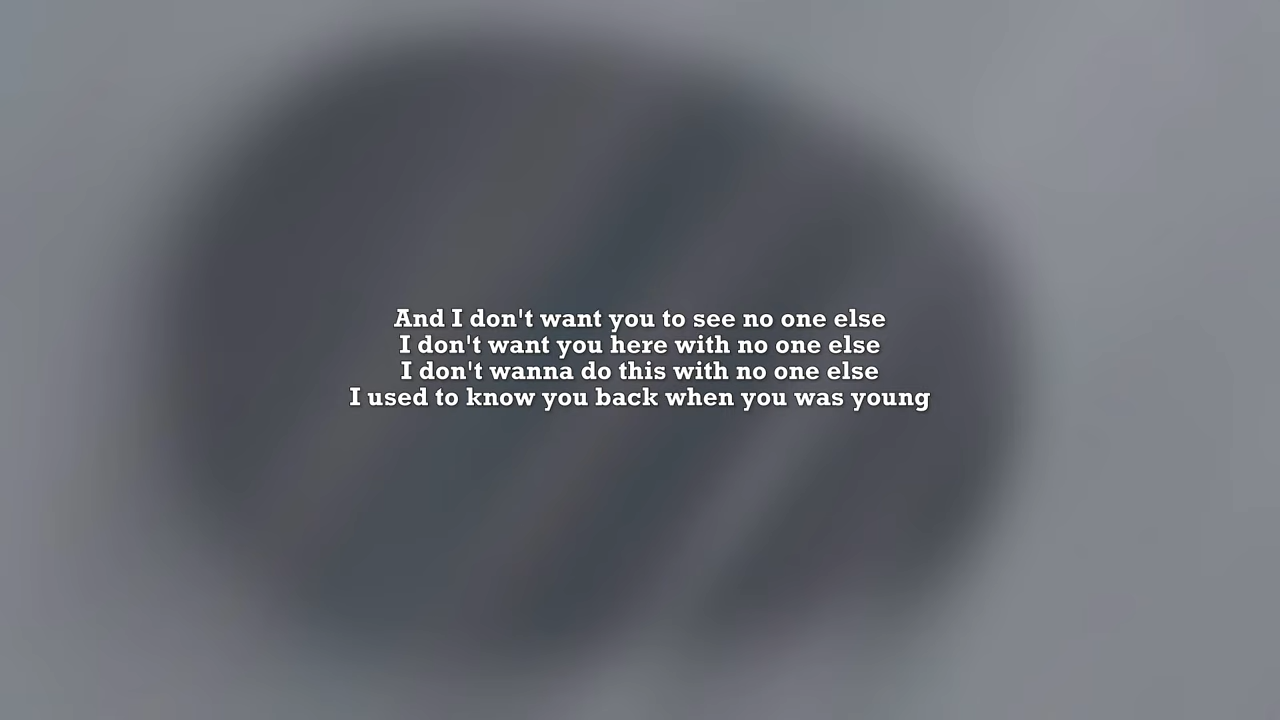 And I don't want you to see no one else
I don't want you here with no one else
I don't wanna do this with no one else
I used to know you back when you was young